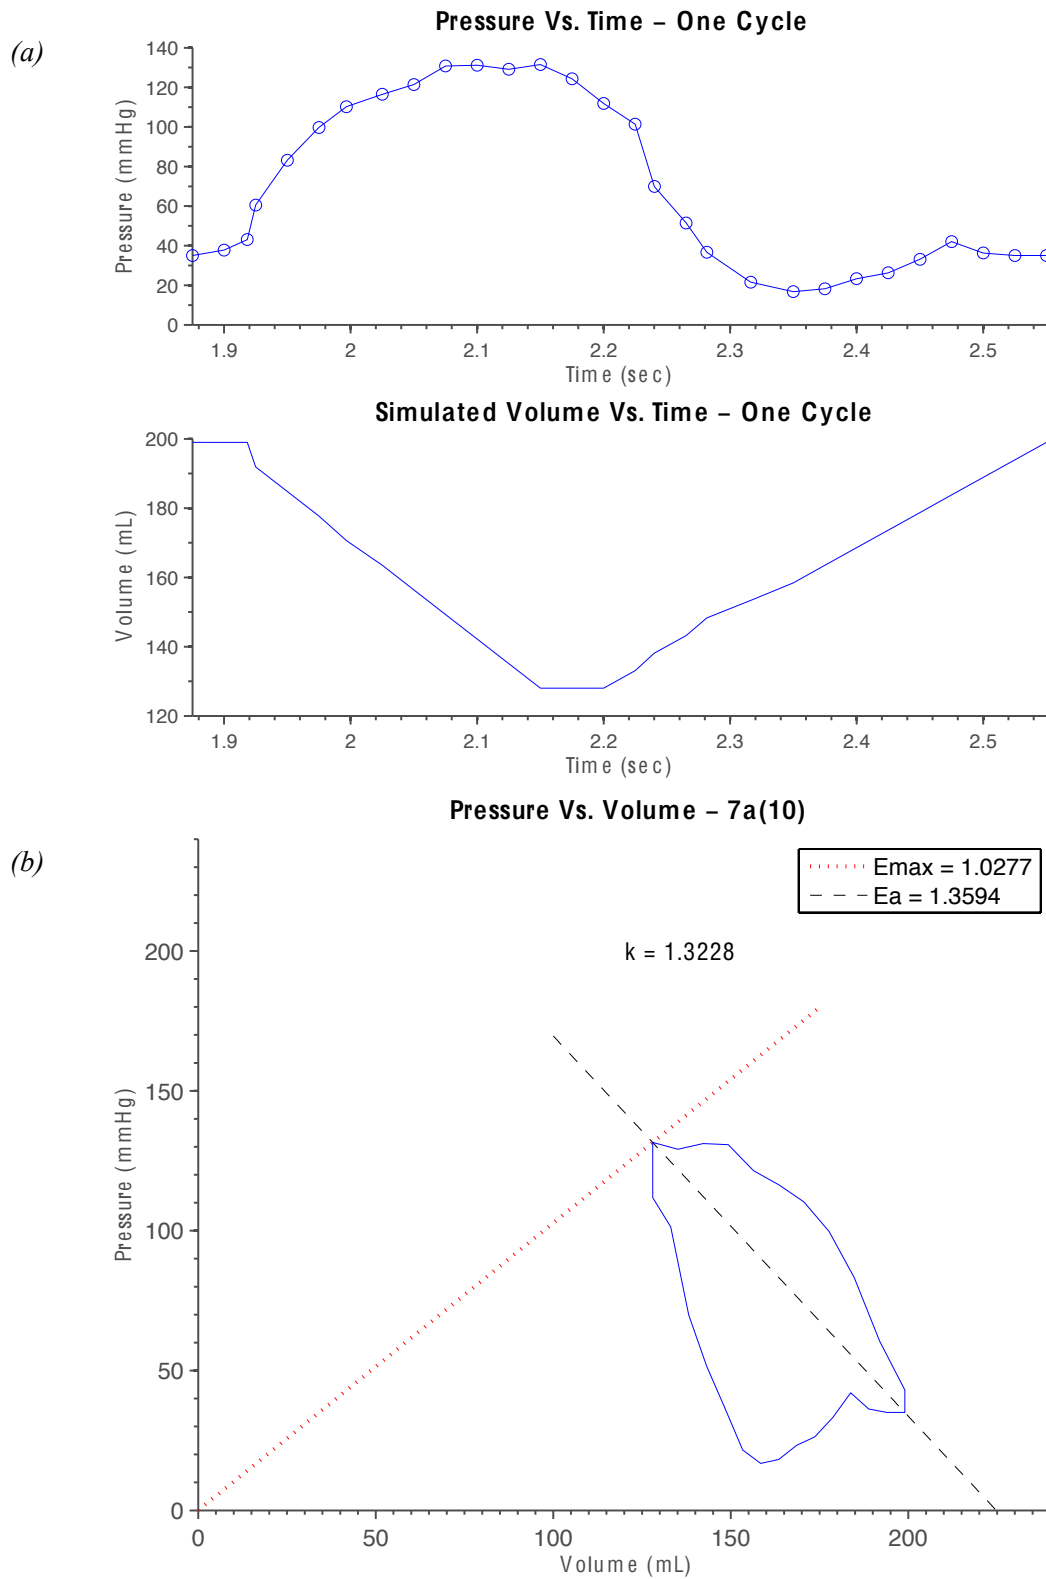 Pressure Vs. Time – One Cycle
(a)
140
120
100
80
60
40
20
0
Pressure (mmHg)
1.9 2 2.1 2.2 2.3 2.4 2.5
Time (sec)
Simulated Volume Vs. Time – One Cycle
200
180
160
140
120
Volume (mL)
1.9 2 2.1 2.2 2.3 2.4 2.5
Time (sec)
Pressure Vs. Volume – 7a(10)
(b)
Emax = 1.0277
Ea = 1.3594
k = 1.3228
200
150
100
50
0
Pressure (mmHg)
0 50 100 150 200
Volume (mL)